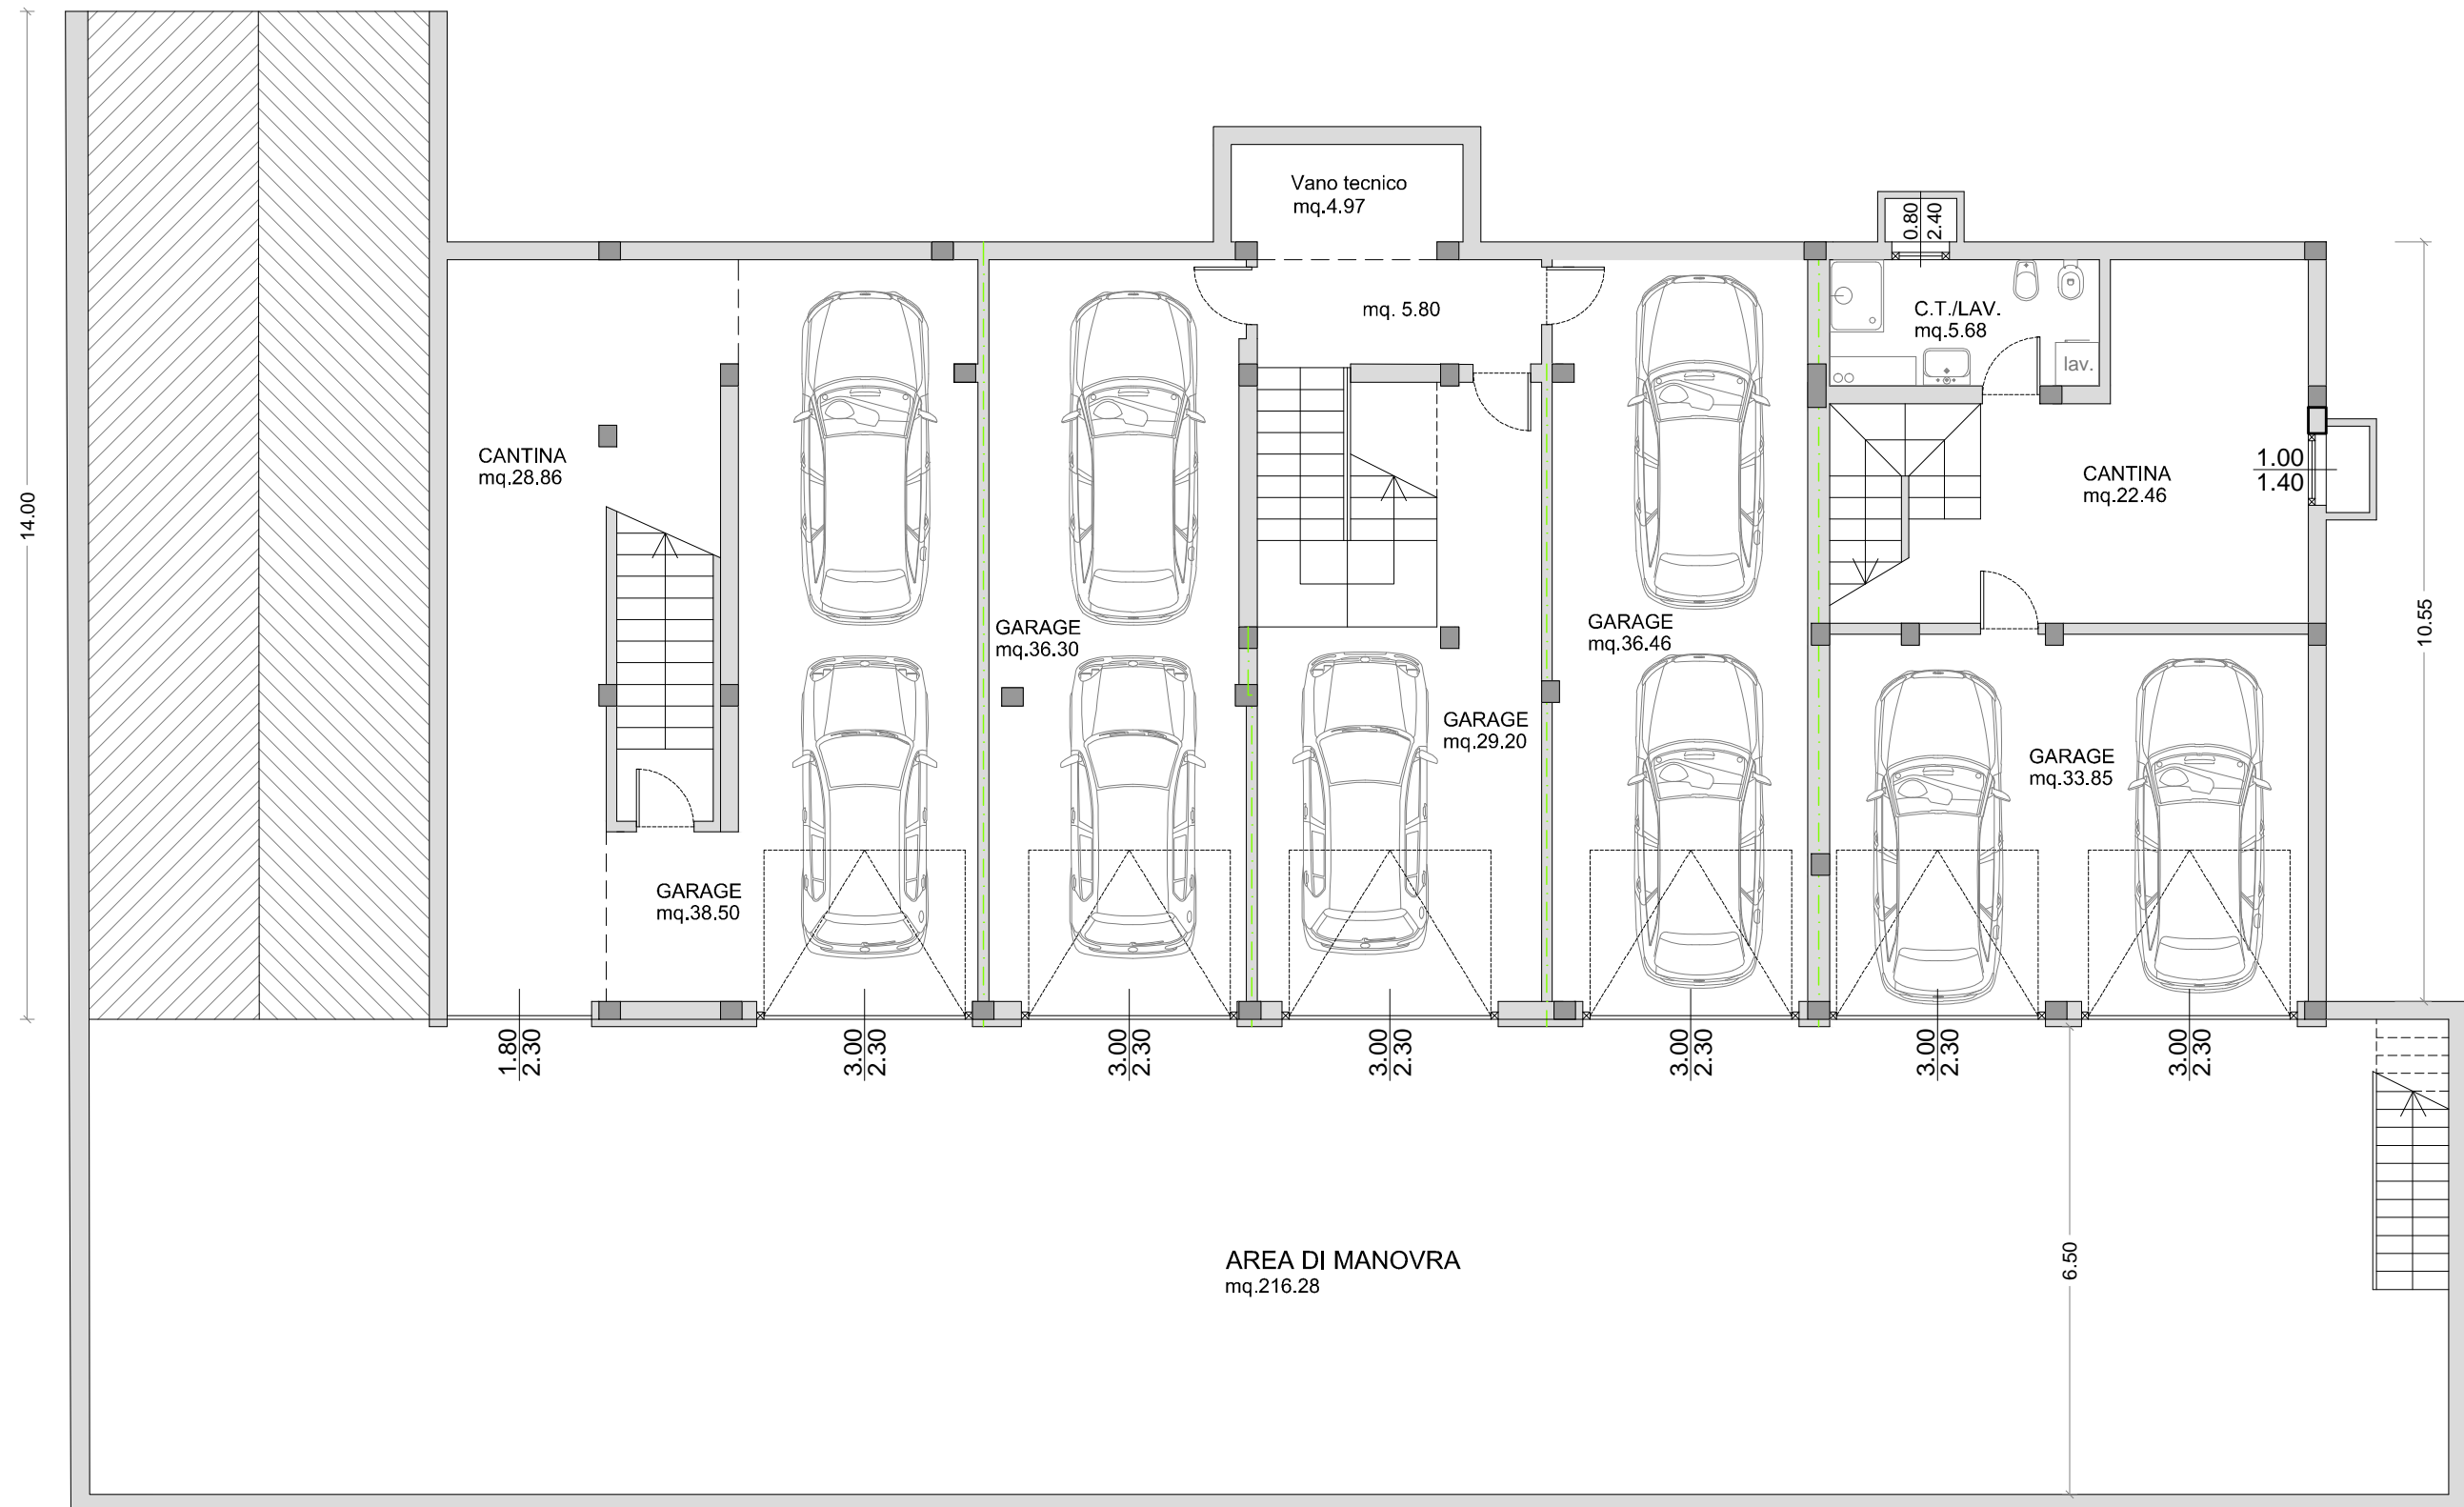 Vano tecnico
mq.4.97
0.80
2.40
mq. 5.80
C.T./LAV.
mq.5.68
lav.
CANTINA
mq.28.86
CANTINA
mq.22.46
1.00
1.40
14.00
10.55
GARAGE
mq.36.30
GARAGE
mq.36.46
GARAGE
mq.29.20
GARAGE
mq.33.85
GARAGE
mq.38.50
1.80
2.30
3.00
2.30
3.00
2.30
3.00
2.30
3.00
2.30
3.00
2.30
3.00
2.30
AREA DI MANOVRA
mq.216.28
6.50